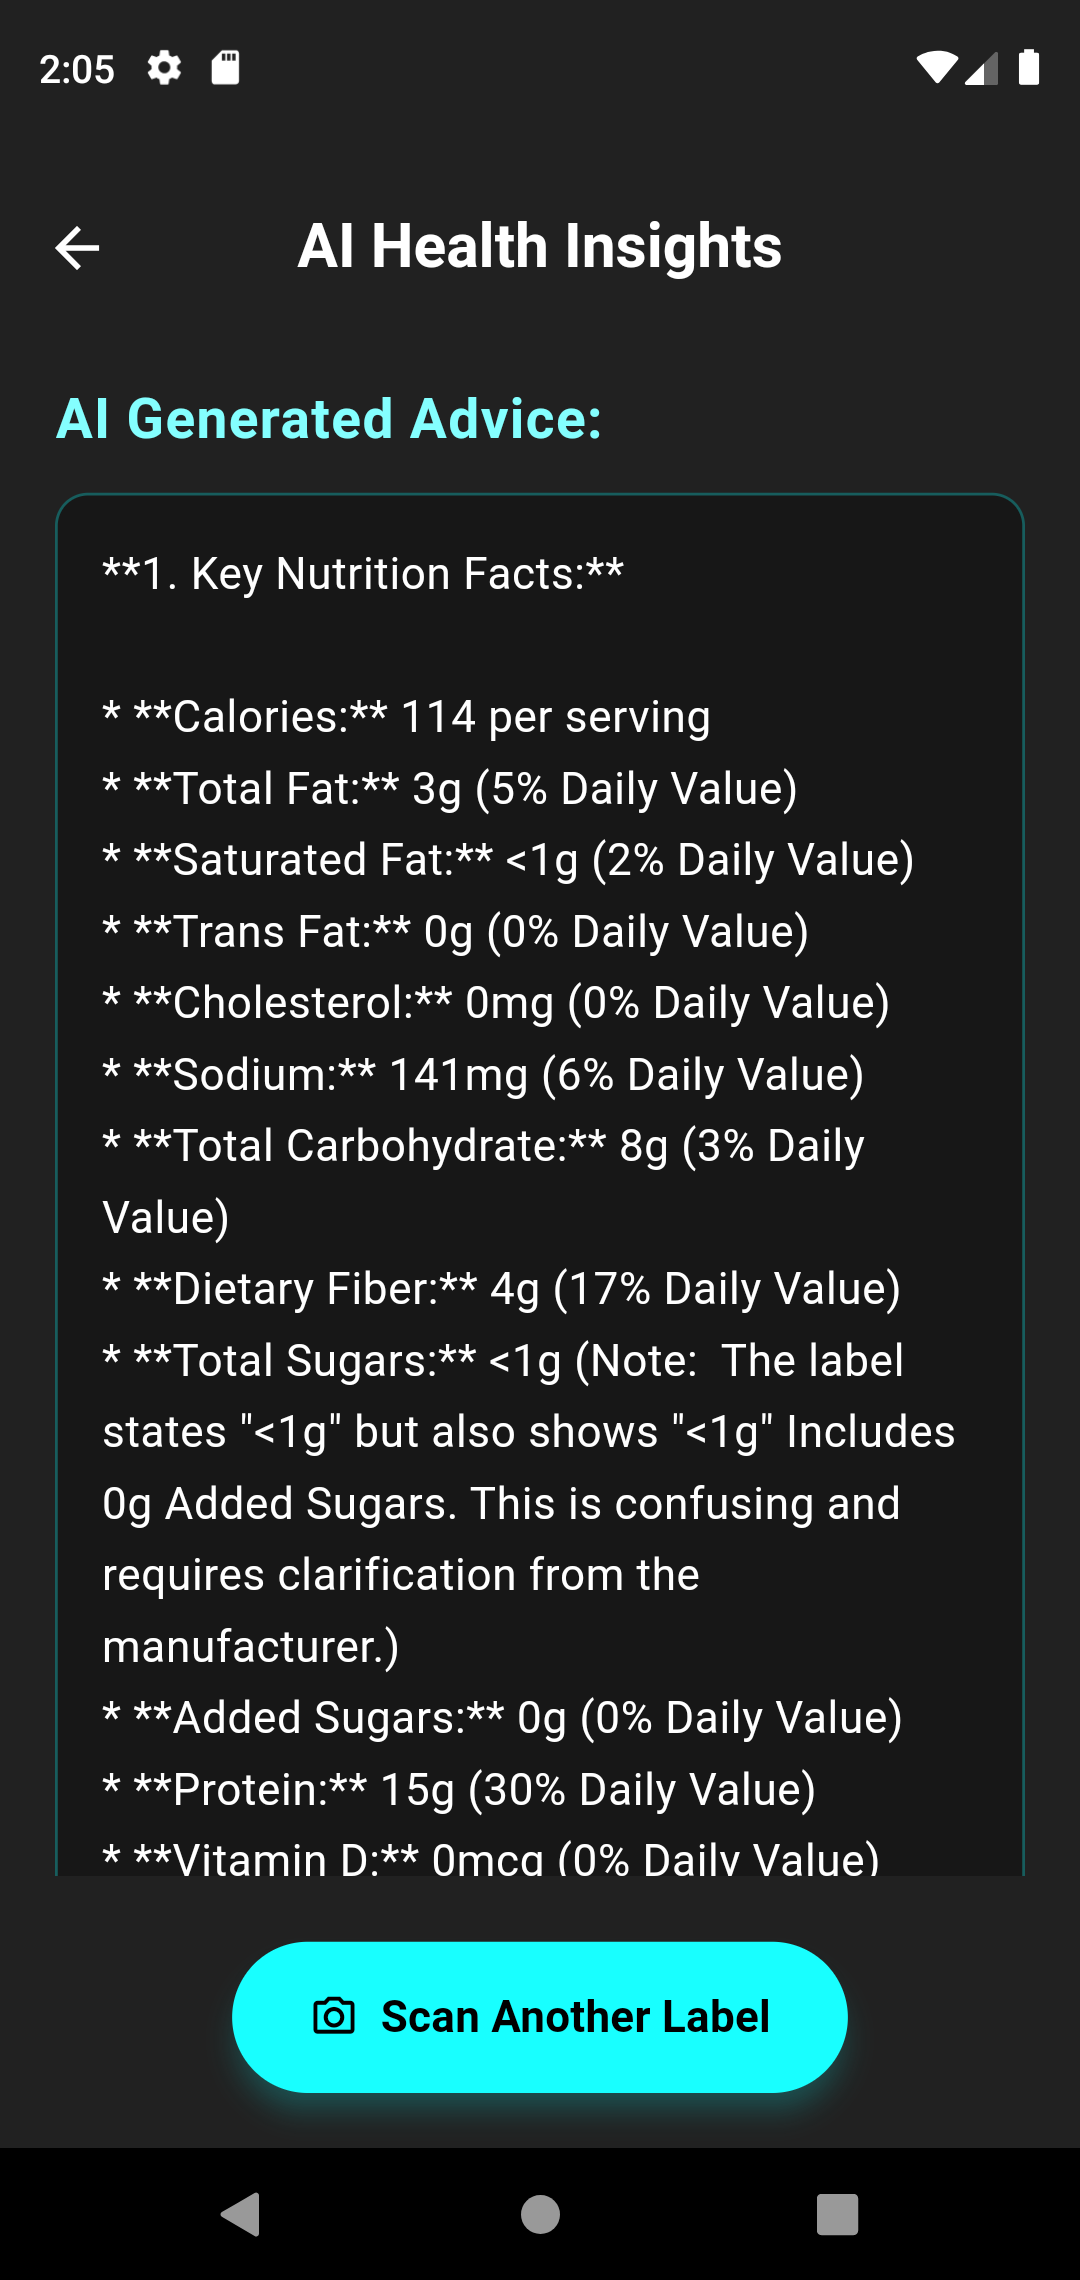 2:05
AI Health Insights
AI Generated Advice:
**1. Key Nutrition Facts:**
* **Calories:** 114 per serving
* **Total Fat:** 3g (5% Daily Value)
* **Saturated Fat:** <1g (2% Daily Value)
* **Trans Fat:** 0g (0% Daily Value)
* **Cholesterol:** 0mg (0% Daily Value)
* **Sodium:** 141mg (6% Daily Value)
* **Total Carbohydrate:** 8g (3% Daily
Value)
* **Dietary Fiber:** 4g (17% Daily Value)
* **Total Sugars:** <1g (Note:  The label
states "<1g" but also shows "<1g" Includes
0g Added Sugars. This is confusing and
requires clarification from the
manufacturer.)
* **Added Sugars:** 0g (0% Daily Value)
* **Protein:** 15g (30% Daily Value)
* **Vitamin D:** 0mcg (0% Daily Value)
Scan Another Label